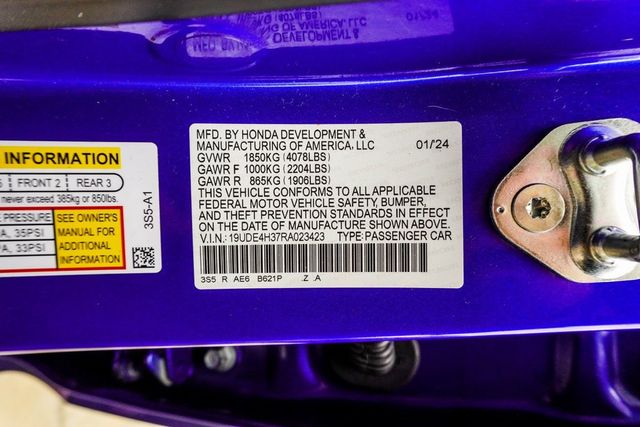 MFD. BY HONDA DEVELOPMENT &
MANUFACTURING OF AMERICA, LLC 01/24
GVWR 1850KG (4078LBS)
GAWR F 1000KG (2204LBS)
GAWR R 865KG (1906LBS)
THIS VEHICLE CONFORMS TO ALL APPLICABLE
FEDERAL MOTOR VEHICLE SAFETY, BUMPER,
AND THEFT PREVENTION STANDARDS IN EFFECT
ON THE DATE OF MANUFACTURE SHOWN ABOVE.
V.I.N.: 19UDE4H37RA023423 TYPE: PASSENGER CAR
3S5 R AE6 B621P .Z A
INFORMATION
FRONT 2 REAR 3
never exceed 385kg or 850lbs.
PRESSURE
35PSI
33PSI
SEE OWNER'S
MANUAL FOR
ADDITIONAL
INFORMATION
3S5-A1